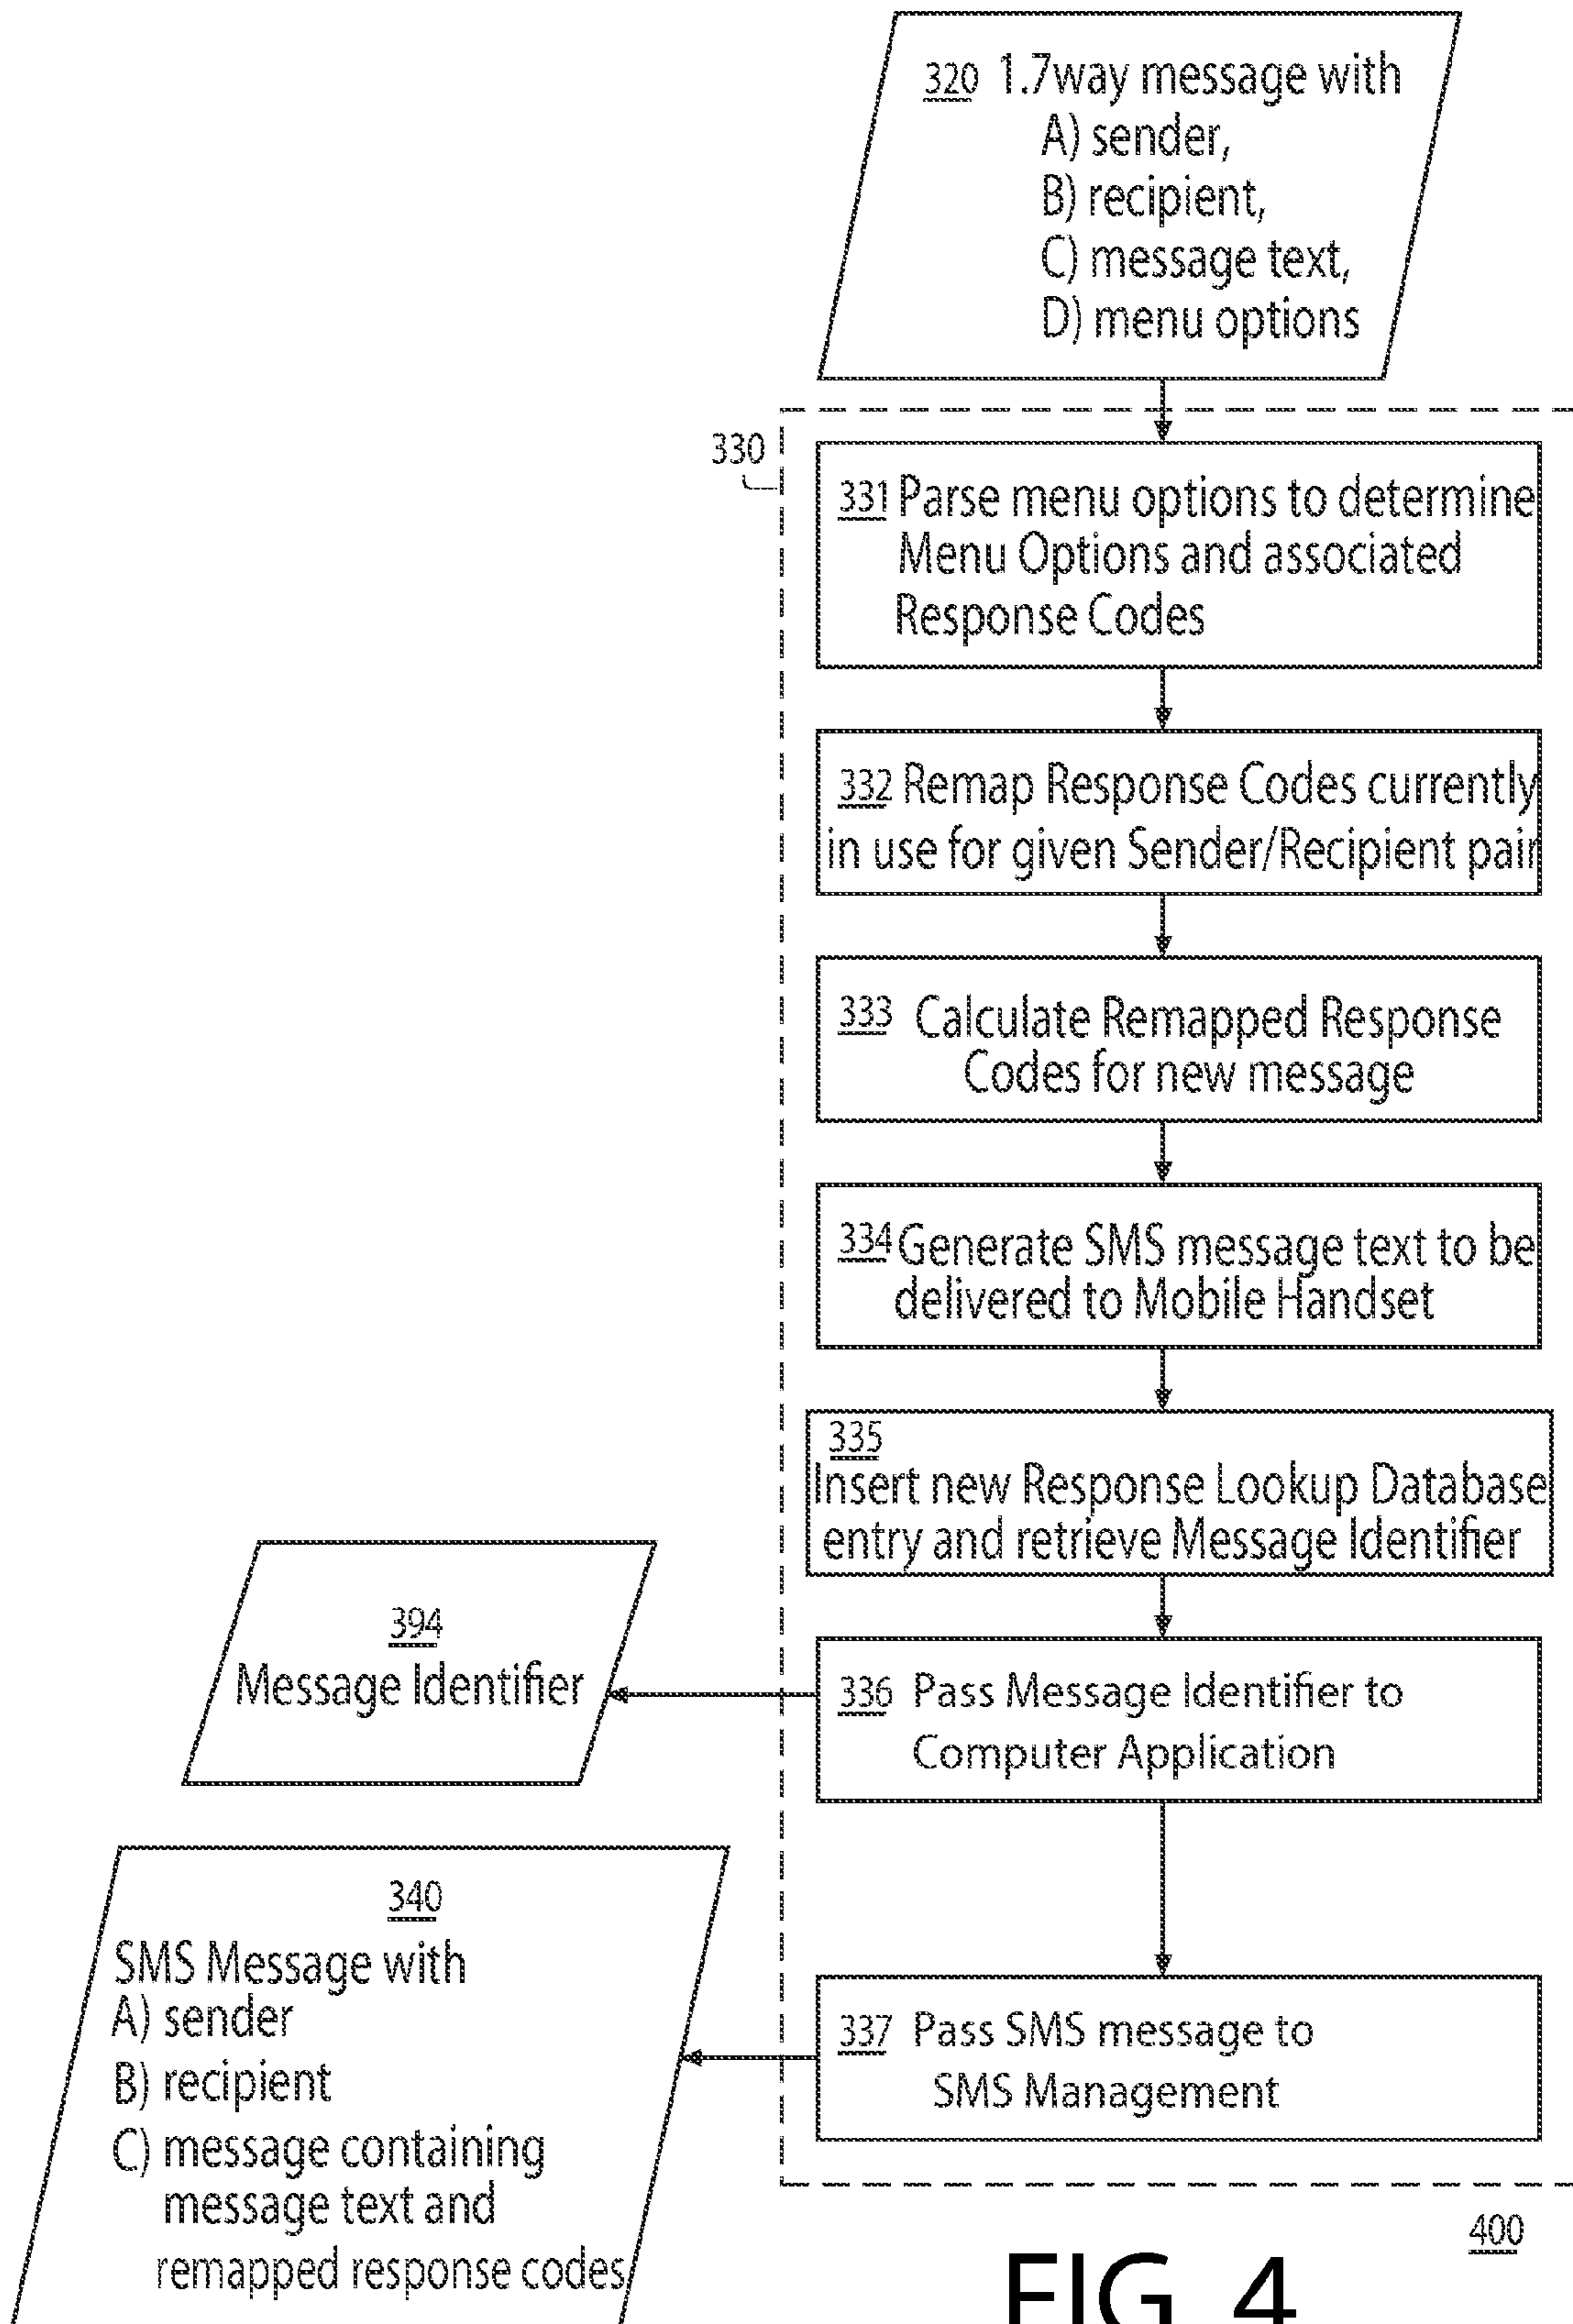 320 1.7way message with
A) sender,
B) recipient,
C) message text,
D) menu options
330
331 Parse menu options to determine
Menu Options and associated
Response Codes
332 Remap Response Codes currently
in use for given Sender/Recipient pair
333 Calculate Remapped Response
Codes for new message
334 Generate SMS message text to be
delivered to Mobile Handset
335
Insert new Response Lookup Database
entry and retrieve Message Identifier
394
Message Identifier
336 Pass Message Identifier to
Computer Application
340
SMS Message with
A) sender
B) recipient
C) message containing
message text and
remapped response codes
337 Pass SMS message to
SMS Management
400
FIG 4